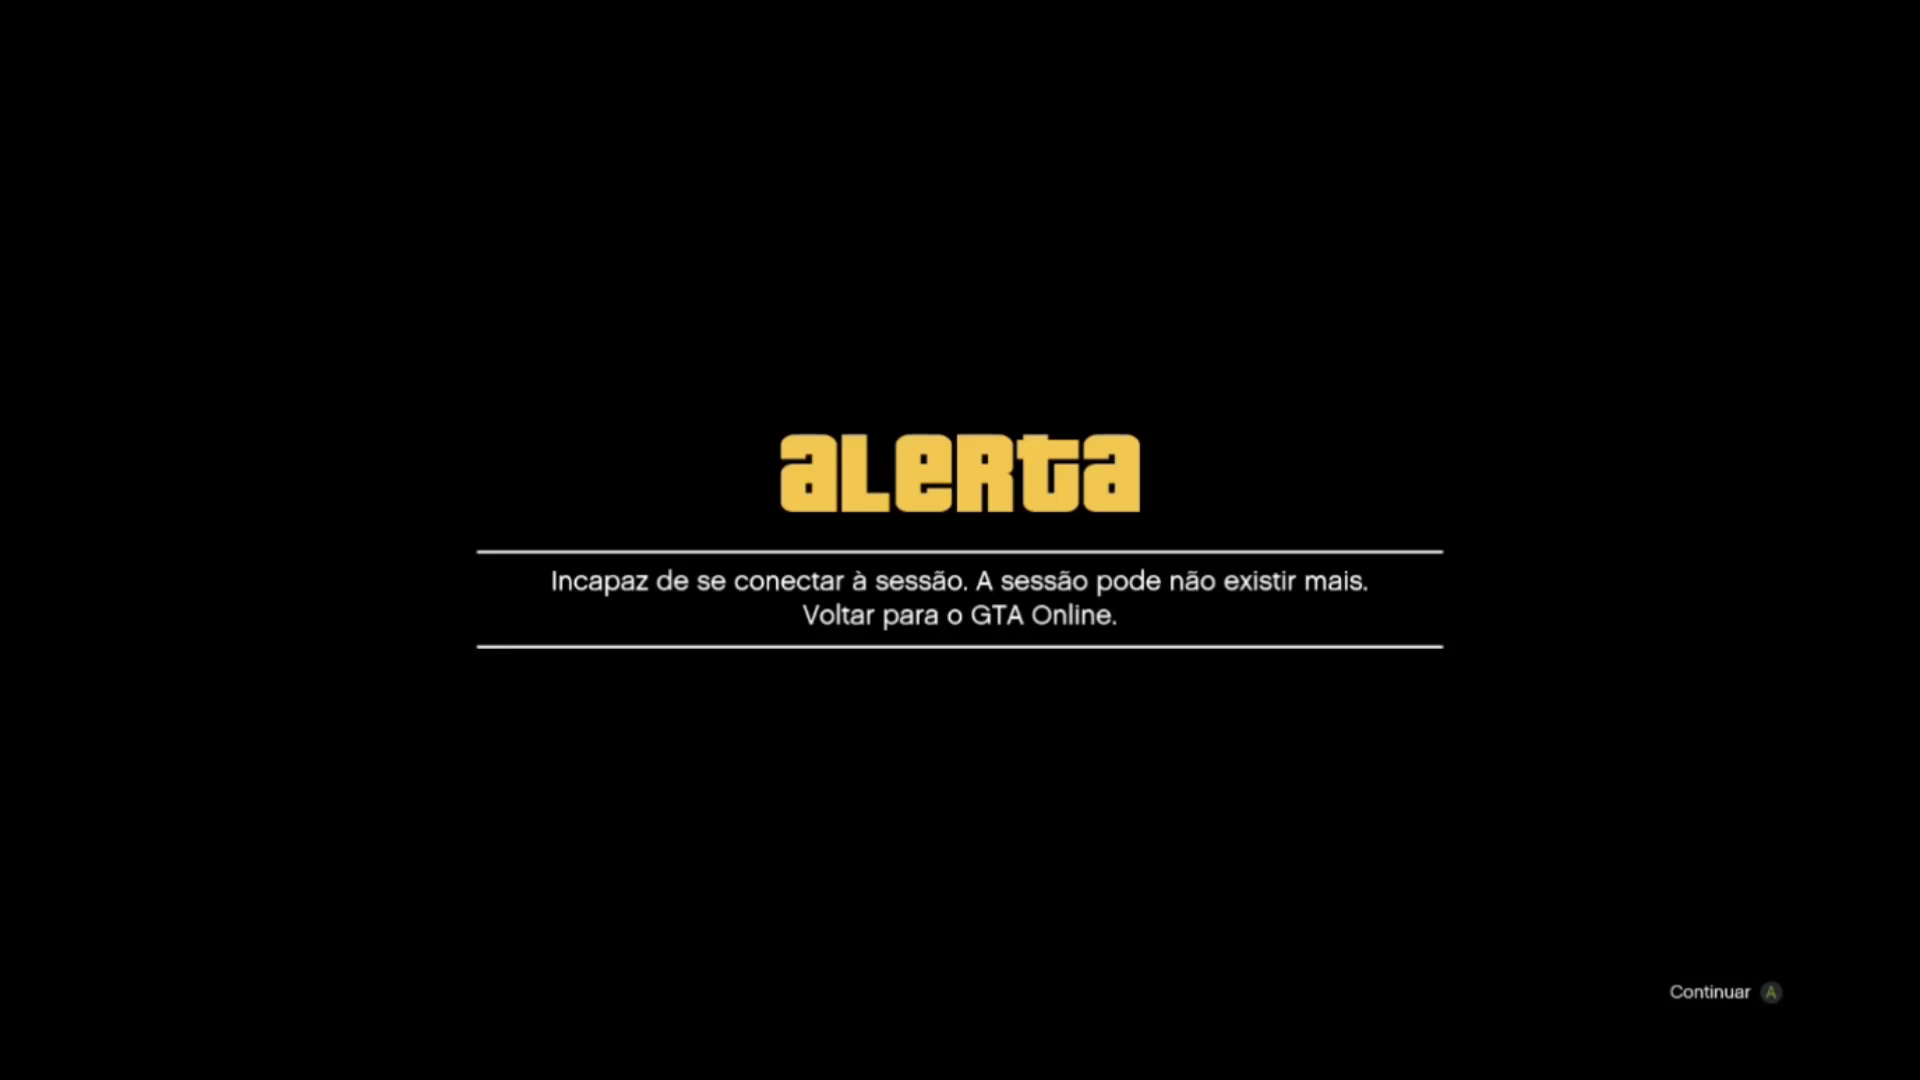 aLeRta
Incapaz de se conectar à sessão. A sessão pode não existir mais.
Voltar para o GTA Online.
Continuar A